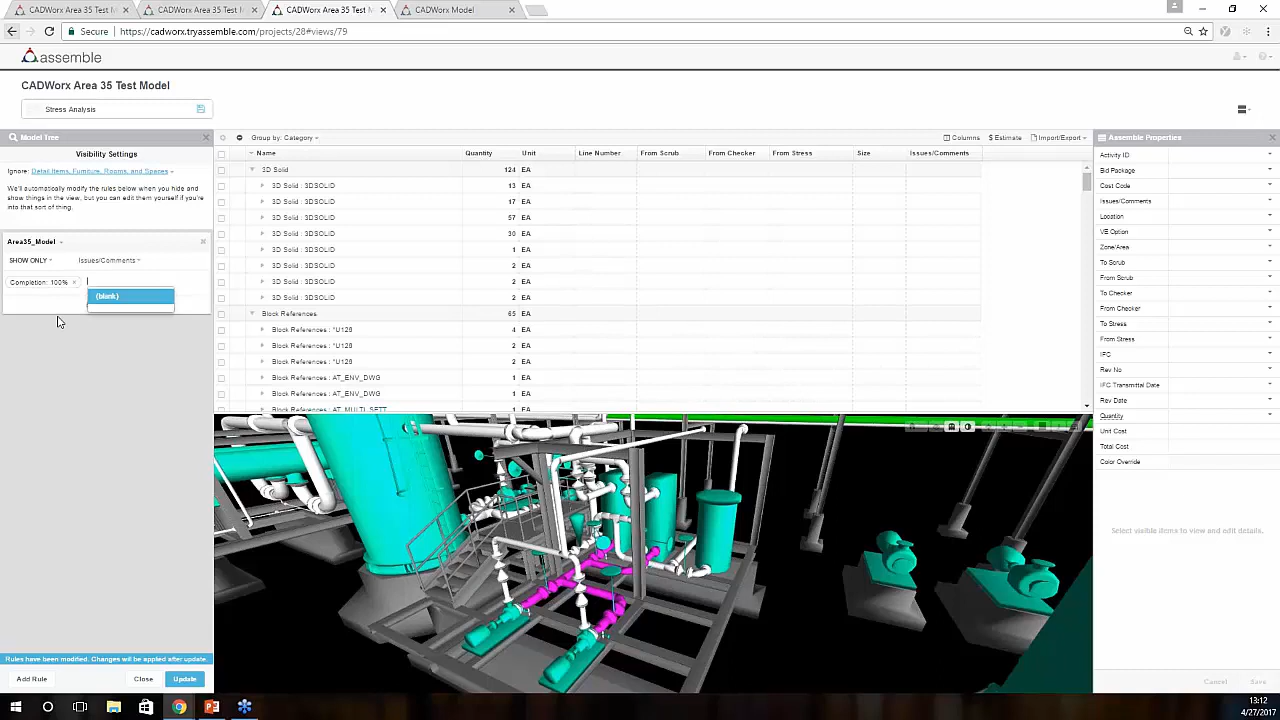 CADWorx Area 35 Test M
CADWorx Area 35 Test M
CADWorx Area 35 Test M
CADWorx Model
Secure
https://cadworx.tryassemble.com/projects/28#views/79
assemble
CADWorx Area 35 Test Model
Stress Analysis
Model Tree
Visibility Settings
Ignore: Detail Items, Furniture, Rooms, and Spaces
We'll automatically modify the rules below when you hide and
show things in the view, but you can edit them yourself if you're
into that sort of thing.
Area35_Model
SHOW ONLY
Issues/Comments
Completion: 100%
(blank)
Rules have been modified. Changes will be applied after update.
Add Rule
Close
Update
Group by: Category
Columns
$ Estimate
Import/Export
Name
Quantity
Unit
Line Number
From Scrub
From Checker
From Stress
Size
Issues/Comments
3D Solid 124 EA
3D Solid : 3DSOLID 13 EA
3D Solid : 3DSOLID 17 EA
3D Solid : 3DSOLID 57 EA
3D Solid : 3DSOLID 30 EA
3D Solid : 3DSOLID 1 EA
3D Solid : 3DSOLID 2 EA
3D Solid : 3DSOLID 2 EA
3D Solid : 3DSOLID 2 EA
Block References 65 EA
Block References : *U128 4 EA
Block References : *U128 2 EA
Block References : *U128 2 EA
Block References : AT_ENV_DWG 1 EA
Block References : AT_ENV_DWG 1 EA
Block References : AT_MULTI_SETT 1 EA
Assemble Properties
Activity ID
Bid Package
Cost Code
Issues/Comments
Location
VE Option
Zone/Area
To Scrub
From Scrub
To Checker
From Checker
To Stress
From Stress
IFC
Rev No
IFC Transmittal Date
Rev Date
Quantity
Unit Cost
Total Cost
Color Override
Select visible items to view and edit details.
Cancel
Save
13:12
4/27/2017